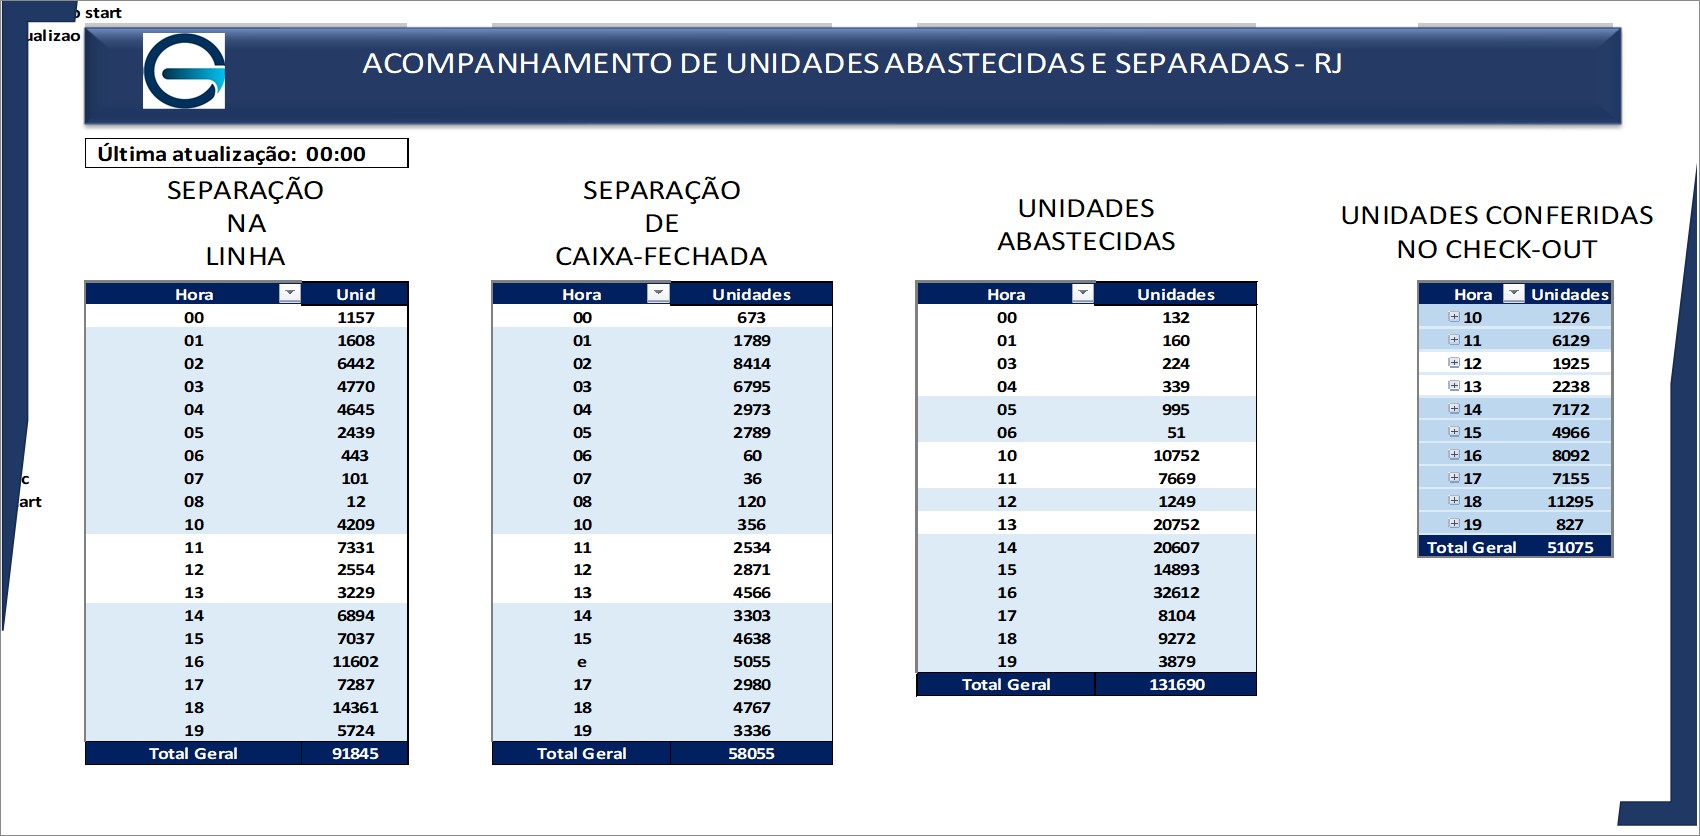 start
ualizao
ACOMPANHAMENTO DE UNIDADES ABASTECIDAS E SEPARADAS - RJ
Última atualização: 00:00
SEPARAÇÃO
NA
LINHA
Hora Unid
00 1157
01 1608
02 6442
03 4770
04 4645
05 2439
06 443
07 101
08 12
10 4209
11 7331
12 2554
13 3229
14 6894
15 7037
16 11602
17 7287
18 14361
19 5724
Total Geral 91845
SEPARAÇÃO
DE
CAIXA-FECHADA
Hora Unidades
00 673
01 1789
02 8414
03 6795
04 2973
05 2789
06 60
07 36
08 120
10 356
11 2534
12 2871
13 4566
14 3303
15 4638
e 5055
17 2980
18 4767
19 3336
Total Geral 58055
UNIDADES
ABASTECIDAS
Hora Unidades
00 132
01 160
03 224
04 339
05 995
06 51
10 10752
11 7669
12 1249
13 20752
14 20607
15 14893
16 32612
17 8104
18 9272
19 3879
Total Geral 131690
UNIDADES CONFERIDAS
NO CHECK-OUT
Hora Unidades
10 1276
11 6129
12 1925
13 2238
14 7172
15 4966
16 8092
17 7155
18 11295
19 827
Total Geral 51075
c
art